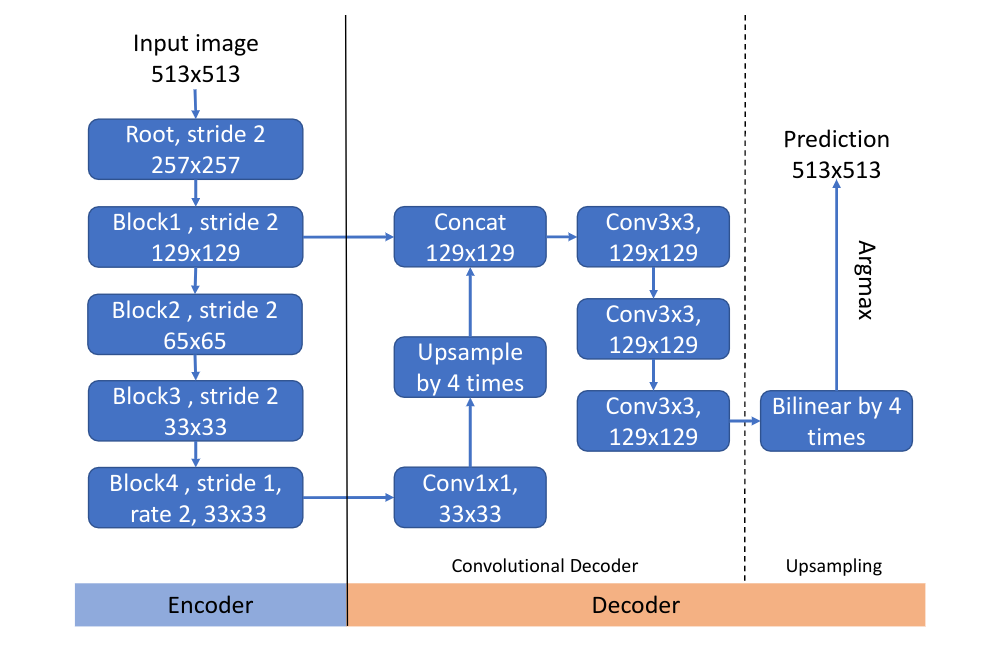 Input image
513x513
Root, stride 2
257x257
Block1 , stride 2
129x129
Block2 , stride 2
65x65
Block3 , stride 2
33x33
Block4 , stride 1,
rate 2, 33x33
Concat
129x129
Upsample
by 4 times
Conv1x1,
33x33
Conv3x3,
129x129
Conv3x3,
129x129
Conv3x3,
129x129
Prediction
513x513
Argmax
Bilinear by 4
times
Convolutional Decoder
Upsampling
Encoder
Decoder